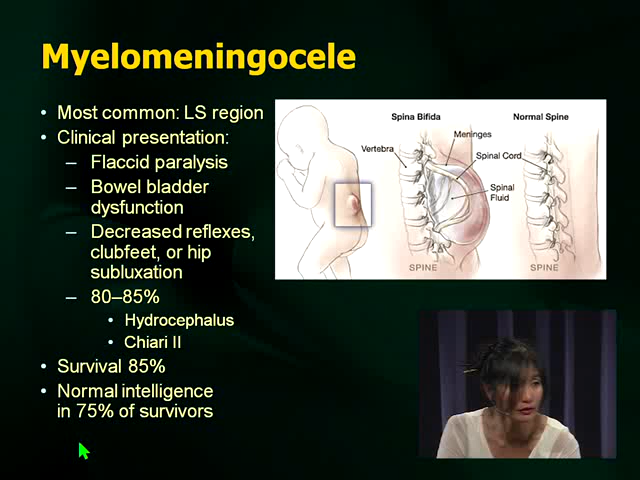 Myelomeningocele
• Most common: LS region
• Clinical presentation:
– Flaccid paralysis
– Bowel bladder
dysfunction
– Decreased reflexes,
clubfeet, or hip
subluxation
– 80–85%
• Hydrocephalus
• Chiari II
• Survival 85%
• Normal intelligence
in 75% of survivors
Spina Bifida
Normal Spine
Meninges
Vertebra
Spinal Cord
Spinal
Fluid
SPINE
SPINE